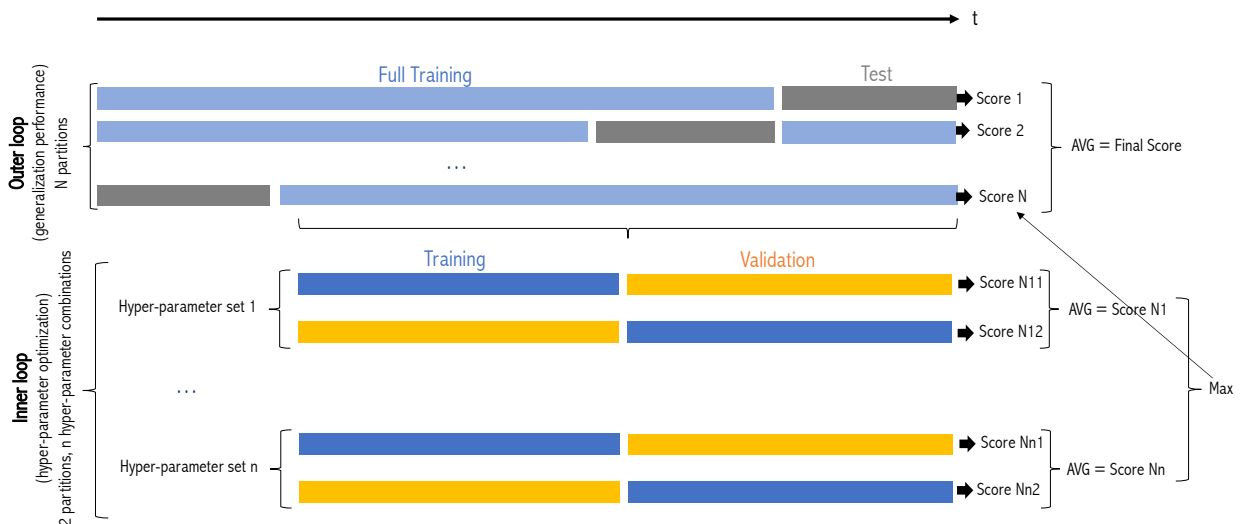 t
Full Training
Test
Outer loop
(generalization performance)
N partitions
Score 1
Score 2
...
Score N
AVG = Final Score
Inner loop
(hyper-parameter optimization)
2 partitions, n hyper-parameter combinations
Training
Validation
Hyper-parameter set 1
Score N11
Score N12
AVG = Score N1
...
Max
Hyper-parameter set n
Score Nn1
Score Nn2
AVG = Score Nn